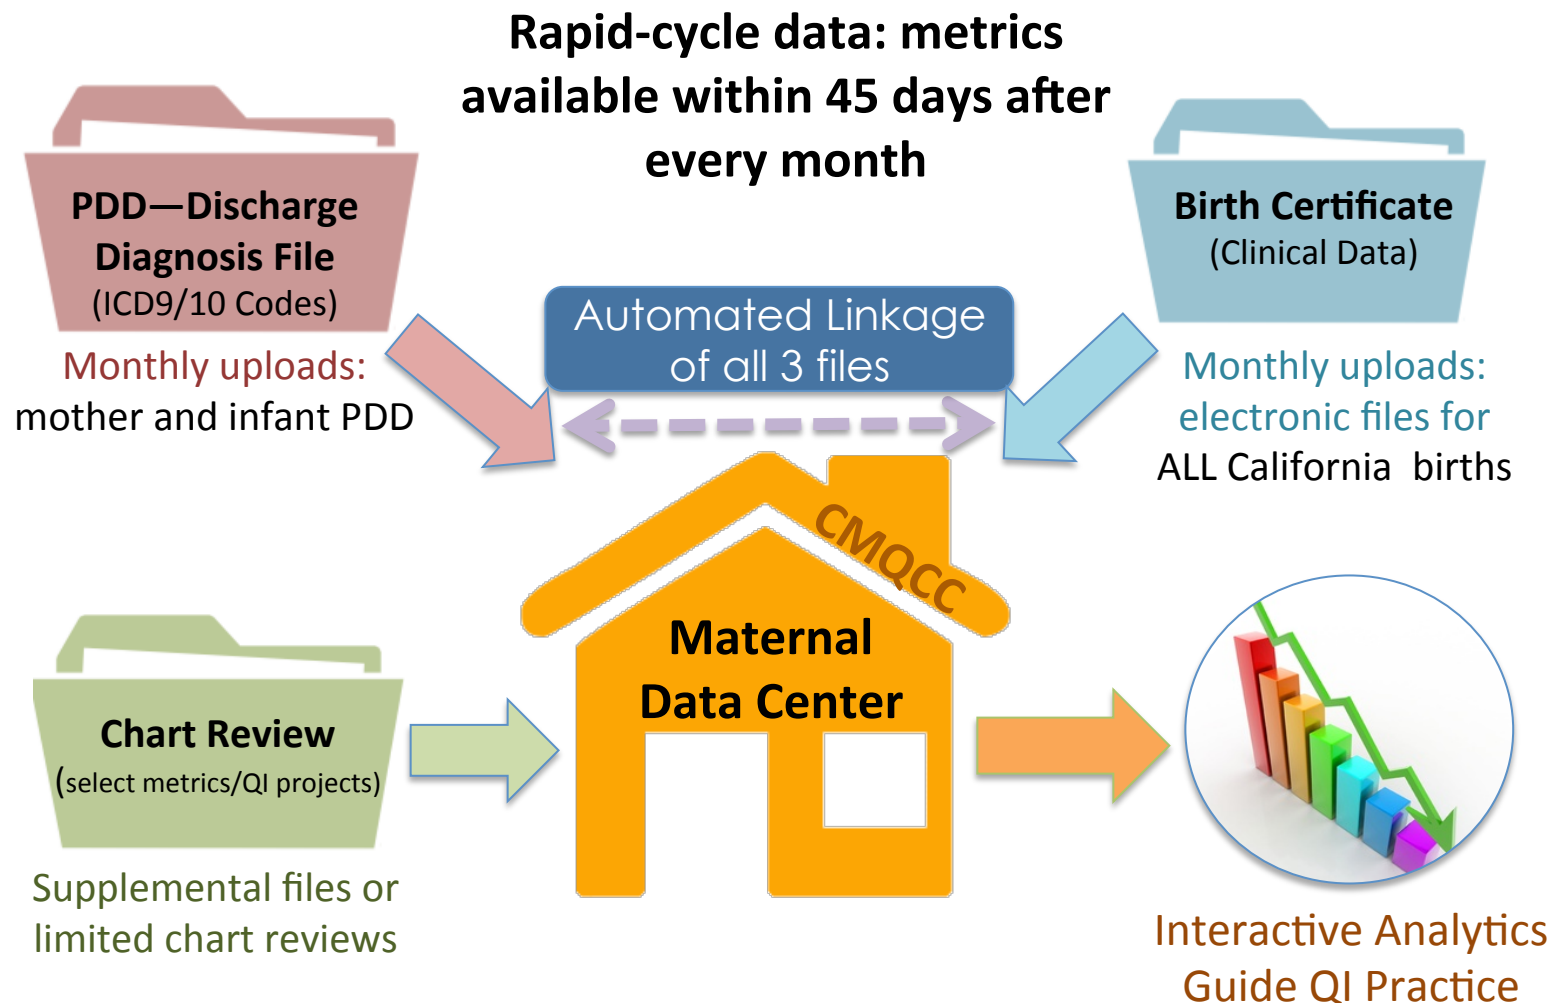 Rapid-cycle data: metrics
available within 45 days after
every month
PDD—Discharge
Diagnosis File
(ICD9/10 Codes)
Monthly uploads:
mother and infant PDD
Automated Linkage
of all 3 files
Birth Certificate
(Clinical Data)
Monthly uploads:
electronic files for
ALL California births
CMQCC
Maternal
Data Center
Chart Review
(select metrics/QI projects)
Supplemental files or
limited chart reviews
Interactive Analytics
Guide QI Practice